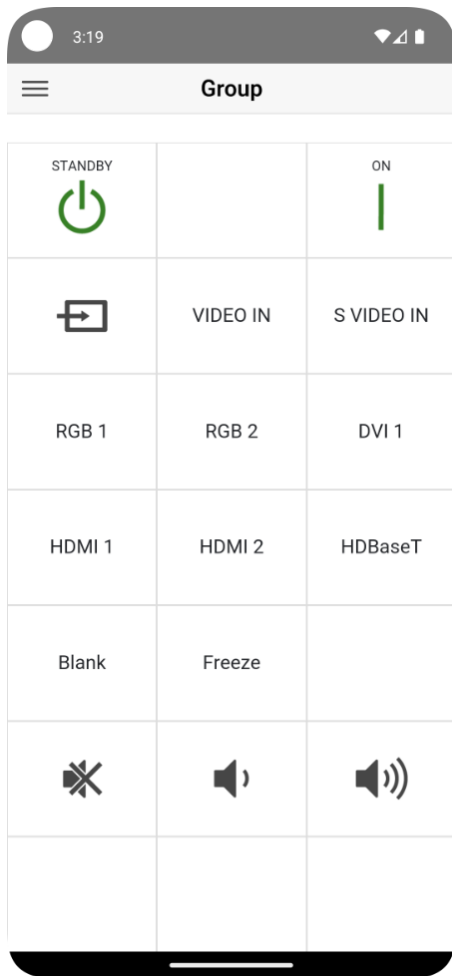 3:19
Group
STANDBY
ON
VIDEO IN
S VIDEO IN
RGB 1
RGB 2
DVI 1
HDMI 1
HDMI 2
HDBaseT
Blank
Freeze